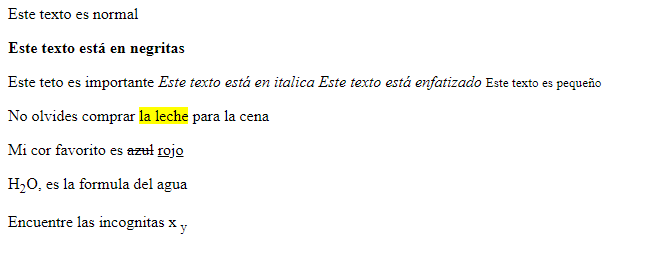 Este texto es normal
Este texto está en negritas
Este teto es importante Este texto está en italica Este texto está enfatizado Este texto es pequeño
No olvides comprar la leche para la cena
Mi cor favorito es azul rojo
H₂O, es la formula del agua
Encuentre las incognitas x y